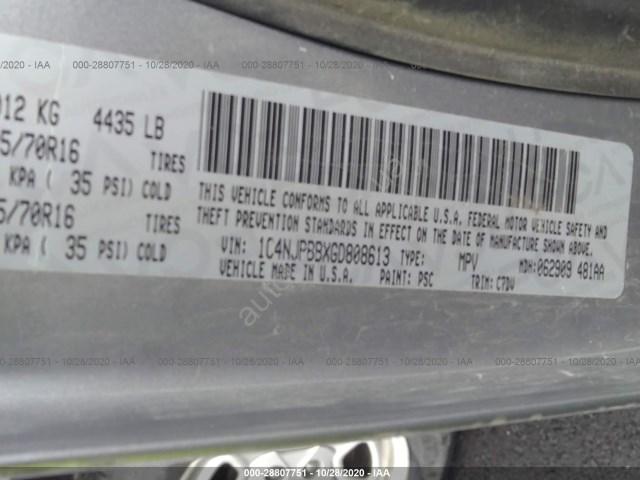 10/28/2020 - IAA 000-28807751 - 10/28/2020 - IAA 000-28807751 - 10/28/2020 - IAA
012 KG 4435 LB
5/70R16 TIRES
KPA ( 35 PSI) COLD
5/70R16 TIRES
KPA ( 35 PSI) COLD
THIS VEHICLE CONFORMS TO ALL APPLICABLE U.S.A. FEDERAL MOTOR VEHICLE SAFETY AND
THEFT PREVENTION STANDARDS IN EFFECT ON THE DATE OF MANUFACTURE SHOWN ABOVE.
VIN: 1C4NJPBBXGD808613 TYPE: MPV MDH: 062909 481AA
VEHICLE MADE IN U.S.A. PAINT: PSC TRIM: C7DV
000-28807751 - 10/28/2020 - IAA